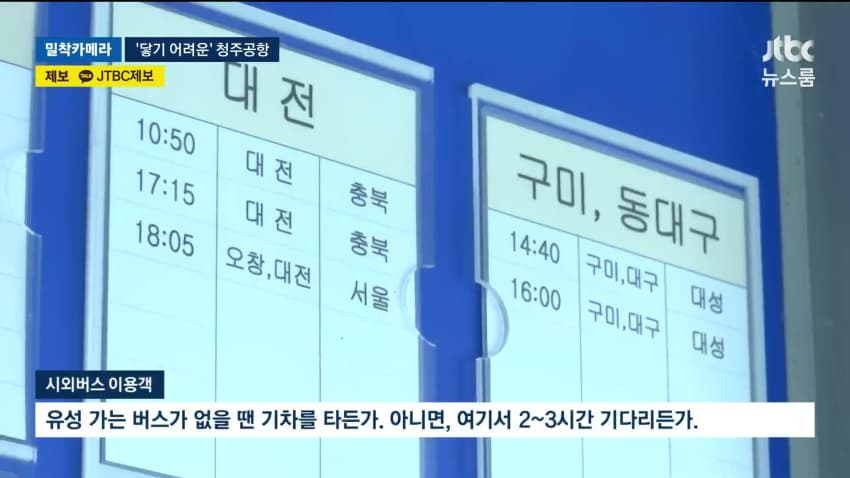 밀착카메라
'닿기 어려운' 청주공항
제보 JTBC제보
jtbc
뉴스룸
대 전
10:50 대 전 충북
17:15 대 전 충북
18:05 오창,대전 서울
구미, 동대구
14:40 구미,대구 대성
16:00 구미,대구 대성
시외버스 이용객
유성 가는 버스가 없을 땐 기차를 타든가. 아니면, 여기서 2~3시간 기다리든가.